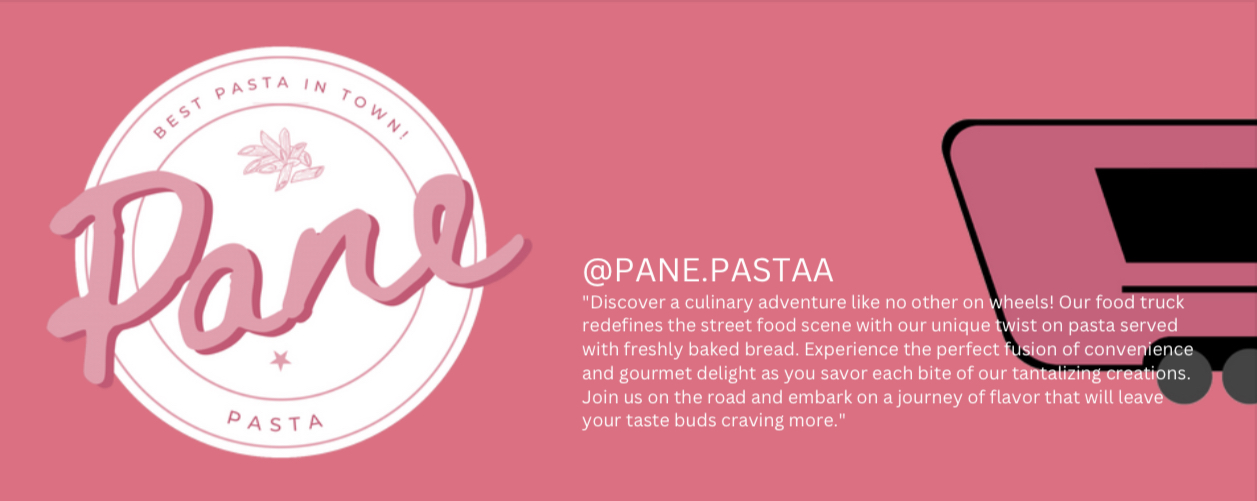 BEST PASTA IN TOWN!
Pane
PASTA
@PANE.PASTAA
"Discover a culinary adventure like no other on wheels! Our food truck
redefines the street food scene with our unique twist on pasta served
with freshly baked bread. Experience the perfect fusion of convenience
and gourmet delight as you savor each bite of our tantalizing creations.
Join us on the road and embark on a journey of flavor that will leave
your taste buds craving more."